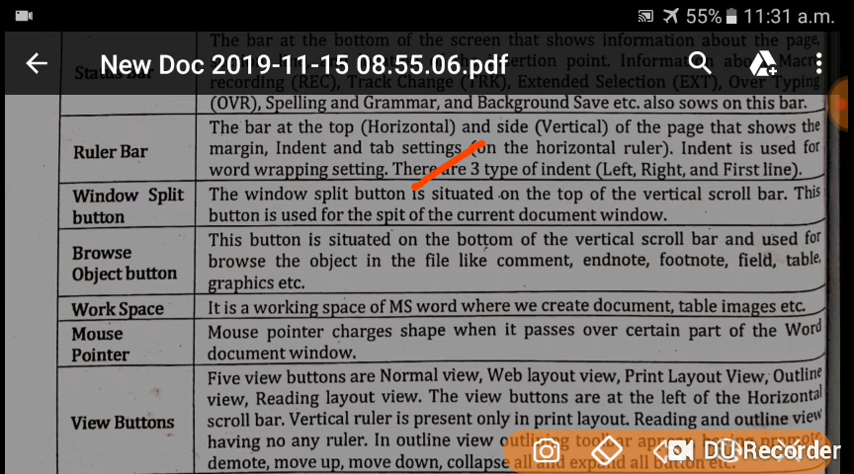 55% 11:31 a.m.
New Doc 2019-11-15 08.55.06.pdf
The bar at the bottom of the screen that shows information about the page,
Status Bar
recording (REC), Track Change (TRK), Extended Selection (EXT), Over Typing
(OVR), Spelling and Grammar, and Background Save etc. also sows on this bar.
Ruler Bar
The bar at the top (Horizontal) and side (Vertical) of the page that shows the
margin, Indent and tab settings (on the horizontal ruler). Indent is used for
word wrapping setting. There are 3 type of indent (Left, Right, and First line).
Window Split
button
The window split button is situated on the top of the vertical scroll bar. This
button is used for the spit of the current document window.
Browse
Object button
This button is situated on the bottom of the vertical scroll bar and used for
browse the object in the file like comment, endnote, footnote, field, table,
graphics etc.
Work Space
It is a working space of MS word where we create document, table images etc.
Mouse
Pointer
Mouse pointer charges shape when it passes over certain part of the Word
document window.
View Buttons
Five view buttons are Normal view, Web layout view, Print Layout View, Outline
view, Reading layout view. The view buttons are at the left of the Horizontal
scroll bar. Vertical ruler is present only in print layout. Reading and outline view
having no any ruler. In outline view outlining toolbar
demote, move up, move down, collapse all and expand all button etc.
DU Recorder